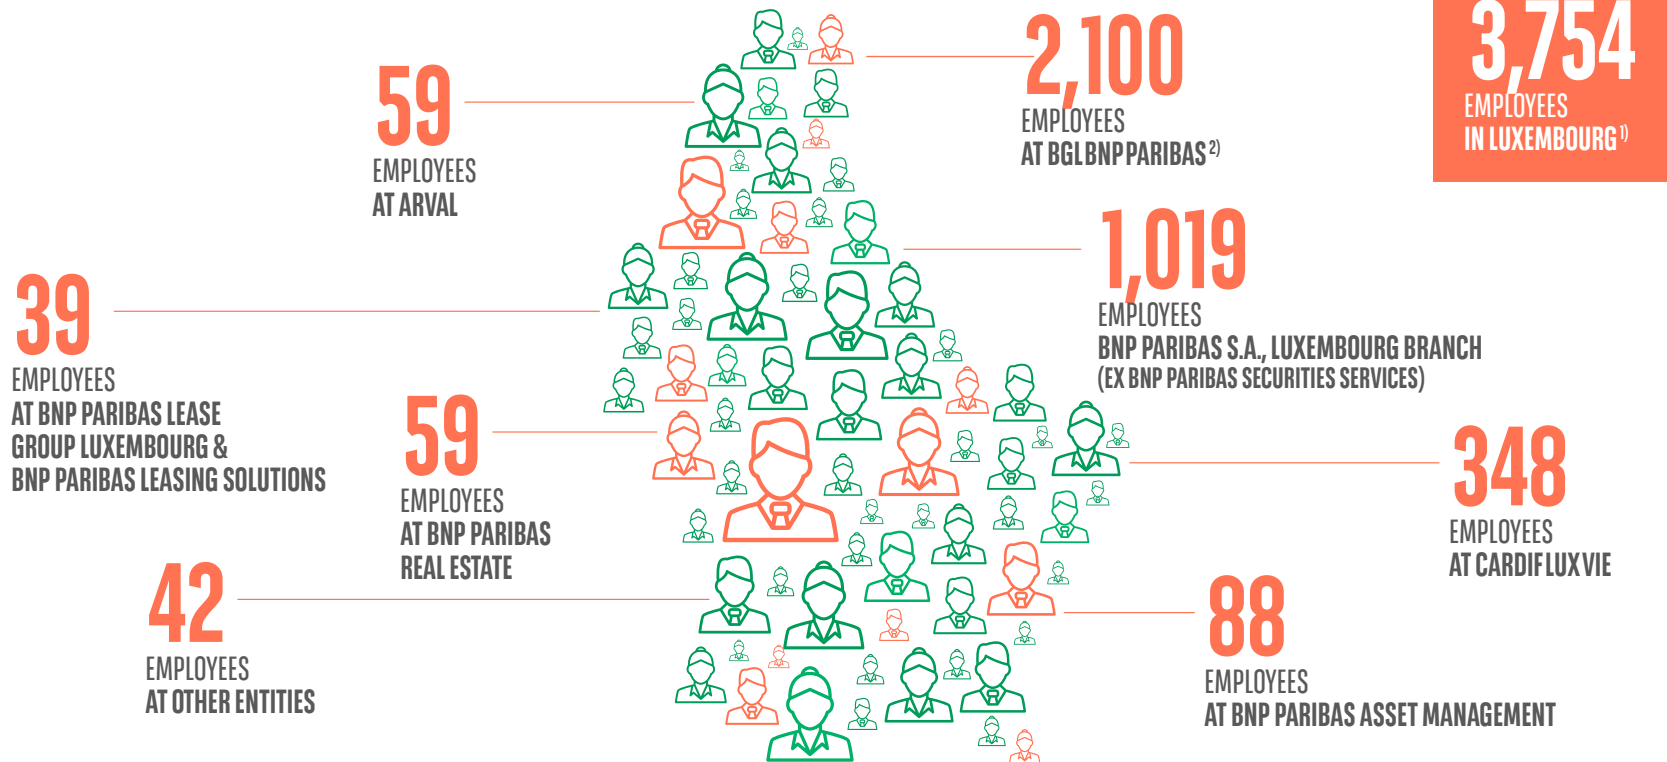 3,754
EMPLOYEES
IN LUXEMBOURG 1)
2,100
EMPLOYEES
AT BGL BNP PARIBAS 2)
59
EMPLOYEES
AT ARVAL
1,019
EMPLOYEES
BNP PARIBAS S.A., LUXEMBOURG BRANCH
(EX BNP PARIBAS SECURITIES SERVICES)
39
EMPLOYEES
AT BNP PARIBAS LEASE
GROUP LUXEMBOURG &
BNP PARIBAS LEASING SOLUTIONS
59
EMPLOYEES
AT BNP PARIBAS
REAL ESTATE
348
EMPLOYEES
AT CARDIF LUX VIE
42
EMPLOYEES
AT OTHER ENTITIES
88
EMPLOYEES
AT BNP PARIBAS ASSET MANAGEMENT